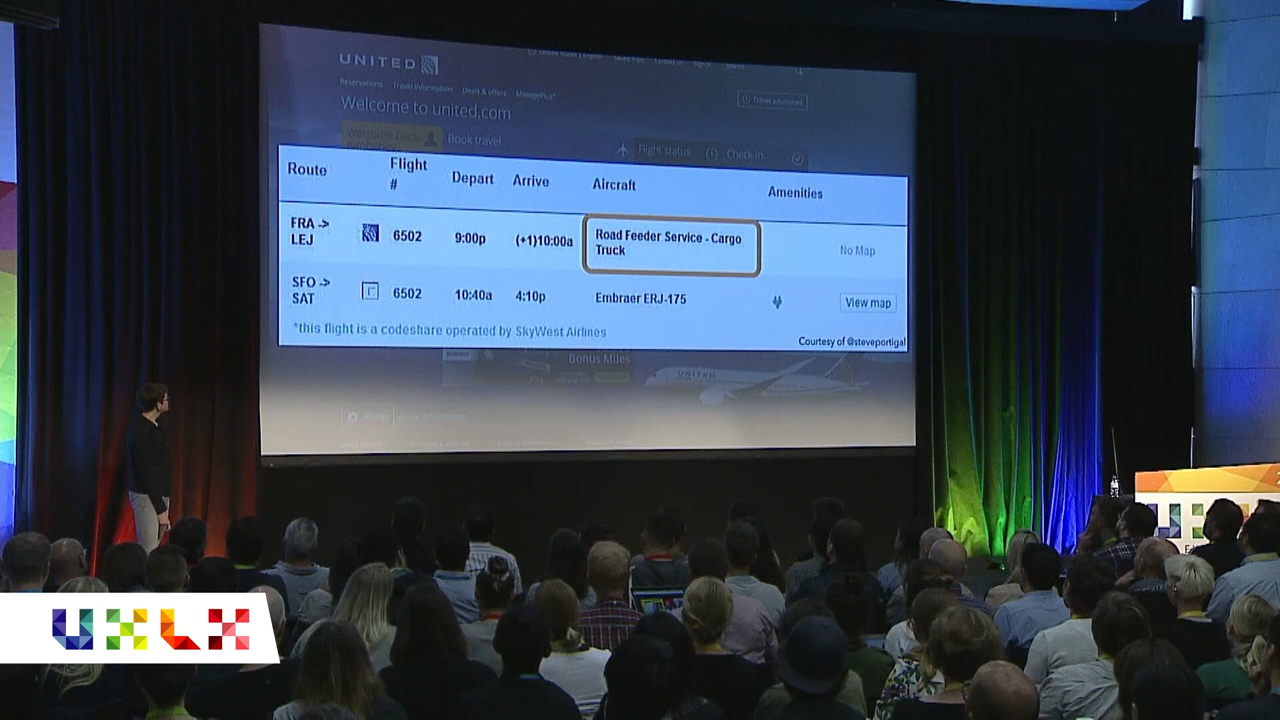 UNITED
Reservations Travel information Deals & offers MileagePlus®
Travel advisories
Welcome to united.com
Welcome back
Book travel
Flight status
Check-in
Route Flight # Depart Arrive Aircraft Amenities
FRA -> LEJ 6502 9:00p (+1)10:00a Road Feeder Service - Cargo Truck No Map
SFO -> SAT 6502 10:40a 4:10p Embraer ERJ-175 View map
*this flight is a codeshare operated by SkyWest Airlines
Courtesy of @steveportigal
Bonus Miles
UNITED
UXLX